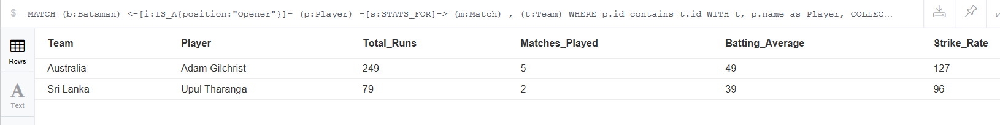 $ MATCH (b:Batsman) <-[i:IS_A{position:"Opener"}]- (p:Player) -[s:STATS_FOR]-> (m:Match) , (t:Team) WHERE p.id contains t.id WITH t, p.name as Player, COLLEC…
Rows
Text
Team Player Total_Runs Matches_Played Batting_Average Strike_Rate
Australia Adam Gilchrist 249 5 49 127
Sri Lanka Upul Tharanga 79 2 39 96